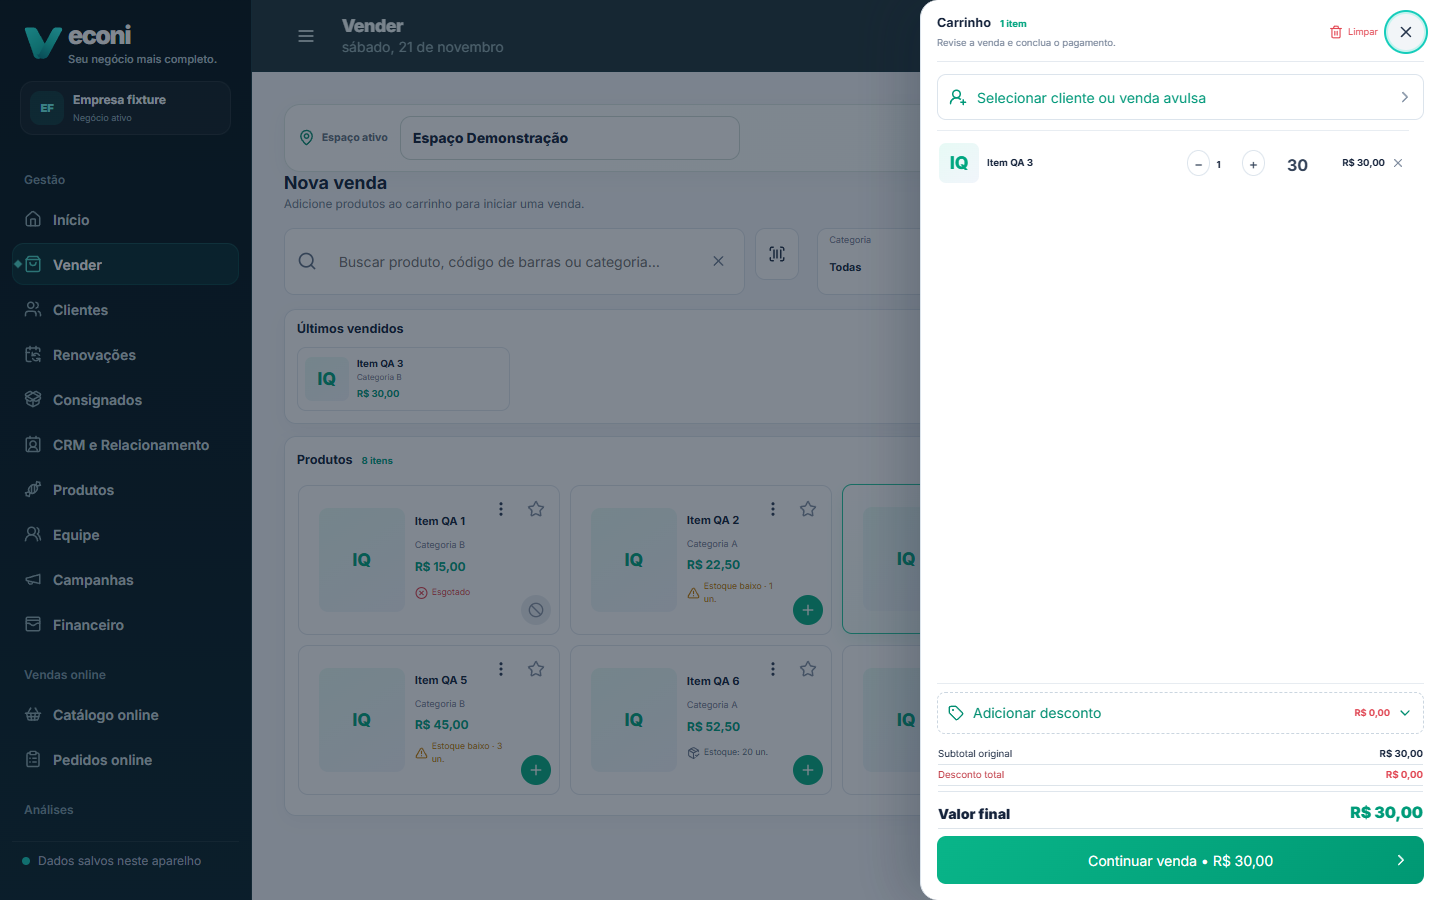 Veconi
Seu negócio mais completo.
EF
Empresa fixture
Negócio ativo
Gestão
Início
Vender
Clientes
Renovações
Consignados
CRM e Relacionamento
Produtos
Equipe
Campanhas
Financeiro
Vendas online
Catálogo online
Pedidos online
Análises
Dados salvos neste aparelho
Vender
sábado, 21 de novembro
Espaço ativo
Espaço Demonstração
Nova venda
Adicione produtos ao carrinho para iniciar uma venda.
Buscar produto, código de barras ou categoria...
Categoria
Todas
Últimos vendidos
IQ
Item QA 3
Categoria B
R$ 30,00
Produtos 8 itens
IQ
Item QA 1
Categoria B
R$ 15,00
Esgotado
IQ
Item QA 2
Categoria A
R$ 22,50
Estoque baixo · 1
un.
IQ
IQ
Item QA 5
Categoria B
R$ 45,00
Estoque baixo · 3
un.
IQ
Item QA 6
Categoria A
R$ 52,50
Estoque: 20 un.
IQ
Carrinho 1 item
Revise a venda e conclua o pagamento.
Limpar
Selecionar cliente ou venda avulsa
IQ
Item QA 3
− 1 + 30 R$ 30,00
Adicionar desconto R$ 0,00
Subtotal original R$ 30,00
Desconto total R$ 0,00
Valor final R$ 30,00
Continuar venda • R$ 30,00